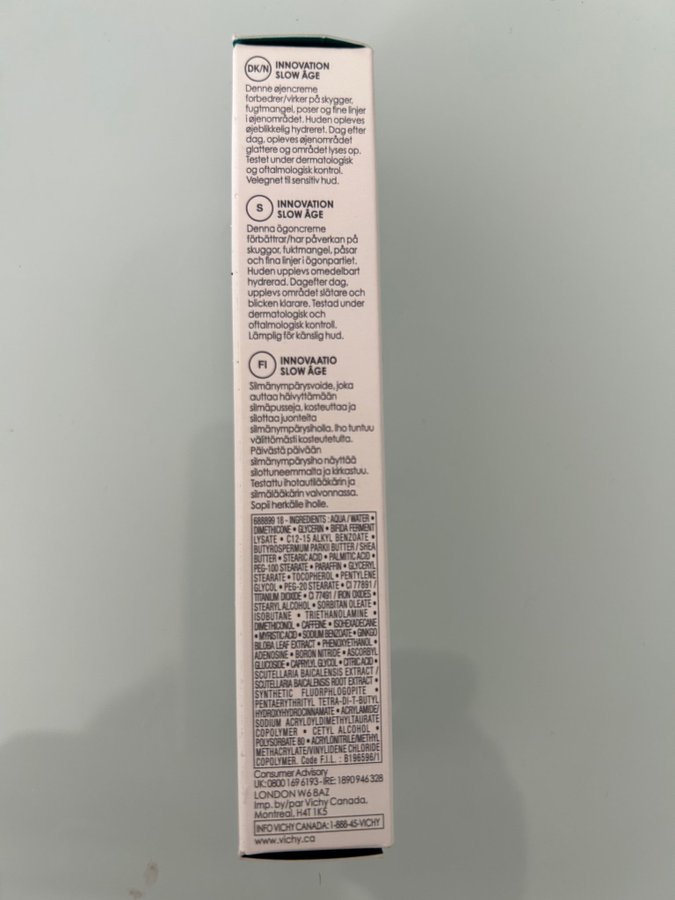 DK/N
INNOVATION
SLOW ÂGE
Denne øjencreme
forbedrer/virker på skygger,
fugtmangel, poser og fine linjer
i øjenområdet. Huden opleves
øjeblikkelig hydreret. Dag efter
dag, opleves øjenområdet
glattere og området lyses op.
Testet under dermatologisk
og oftalmologisk kontrol.
Velegnet til sensitiv hud.
S
INNOVATION
SLOW ÂGE
Denna ögoncreme
förbättrar/har påverkan på
skuggor, fuktmangel, påsar
och fina linjer i ögonpartiet.
Huden upplevs omedelbart
hydrerad. Dag efter dag,
upplevs området slätare och
blicken klarare. Testad under
dermatologisk och
oftalmologisk kontroll.
Lämplig för känslig hud.
FI
INNOVAATIO
SLOW ÂGE
Silmänympärysvoide, joka
auttaa häivyttämään
silmäpusseja, kosteuttaa ja
silottaa juonteita
silmänympärysiholla. Iho tuntuu
välittömästi kosteutetulta.
Päivästä päivään
silmänympärysiho näyttää
silottuneemmalta ja kirkastuu.
Testattu ihotautilääkärin ja
silmälääkärin valvonnassa.
Sopii herkälle iholle.
688899 18 - INGREDIENTS : AQUA / WATER •
DIMETHICONE • GLYCERIN • BIFIDA FERMENT
LYSATE • C12-15 ALKYL BENZOATE •
BUTYROSPERMUM PARKII BUTTER / SHEA
BUTTER • STEARIC ACID • PALMITIC ACID •
PEG-100 STEARATE • PARAFFIN • GLYCERYL
STEARATE • TOCOPHEROL • PENTYLENE
GLYCOL • PEG-20 STEARATE • CI 77891 /
TITANIUM DIOXIDE • CI 77491 / IRON OXIDES •
STEARYL ALCOHOL • SORBITAN OLEATE •
ISOBUTANE • TRIETHANOLAMINE •
DIMETHICONOL • CAFFEINE • ISOHEXADECANE
• MYRISTIC ACID • SODIUM BENZOATE • GINKGO
BILOBA LEAF EXTRACT • PHENOXYETHANOL •
ADENOSINE • BORON NITRIDE • ASCORBYL
GLUCOSIDE • CAPRYLYL GLYCOL • CITRIC ACID •
SCUTELLARIA BAICALENSIS EXTRACT /
SCUTELLARIA BAICALENSIS ROOT EXTRACT •
SYNTHETIC FLUORPHLOGOPITE •
PENTAERYTHRITYL TETRA-DI-T-BUTYL
HYDROXYHYDROCINNAMATE • ACRYLAMIDE/
SODIUM ACRYLOYLDIMETHYLTAURATE
COPOLYMER • CETYL ALCOHOL •
POLYSORBATE 80 • ACRYLONITRILE/METHYL
METHACRYLATE/VINYLIDENE CHLORIDE
COPOLYMER. Code F.I.L. : B196596/1
Consumer Advisory
UK: 0800 169 6193 - IRE: 1890 946 328
LONDON W6 8AZ
Imp. by/par Vichy Canada,
Montreal, H4T 1K5
INFO VICHY CANADA: 1-888-45-VICHY
www.vichy.ca